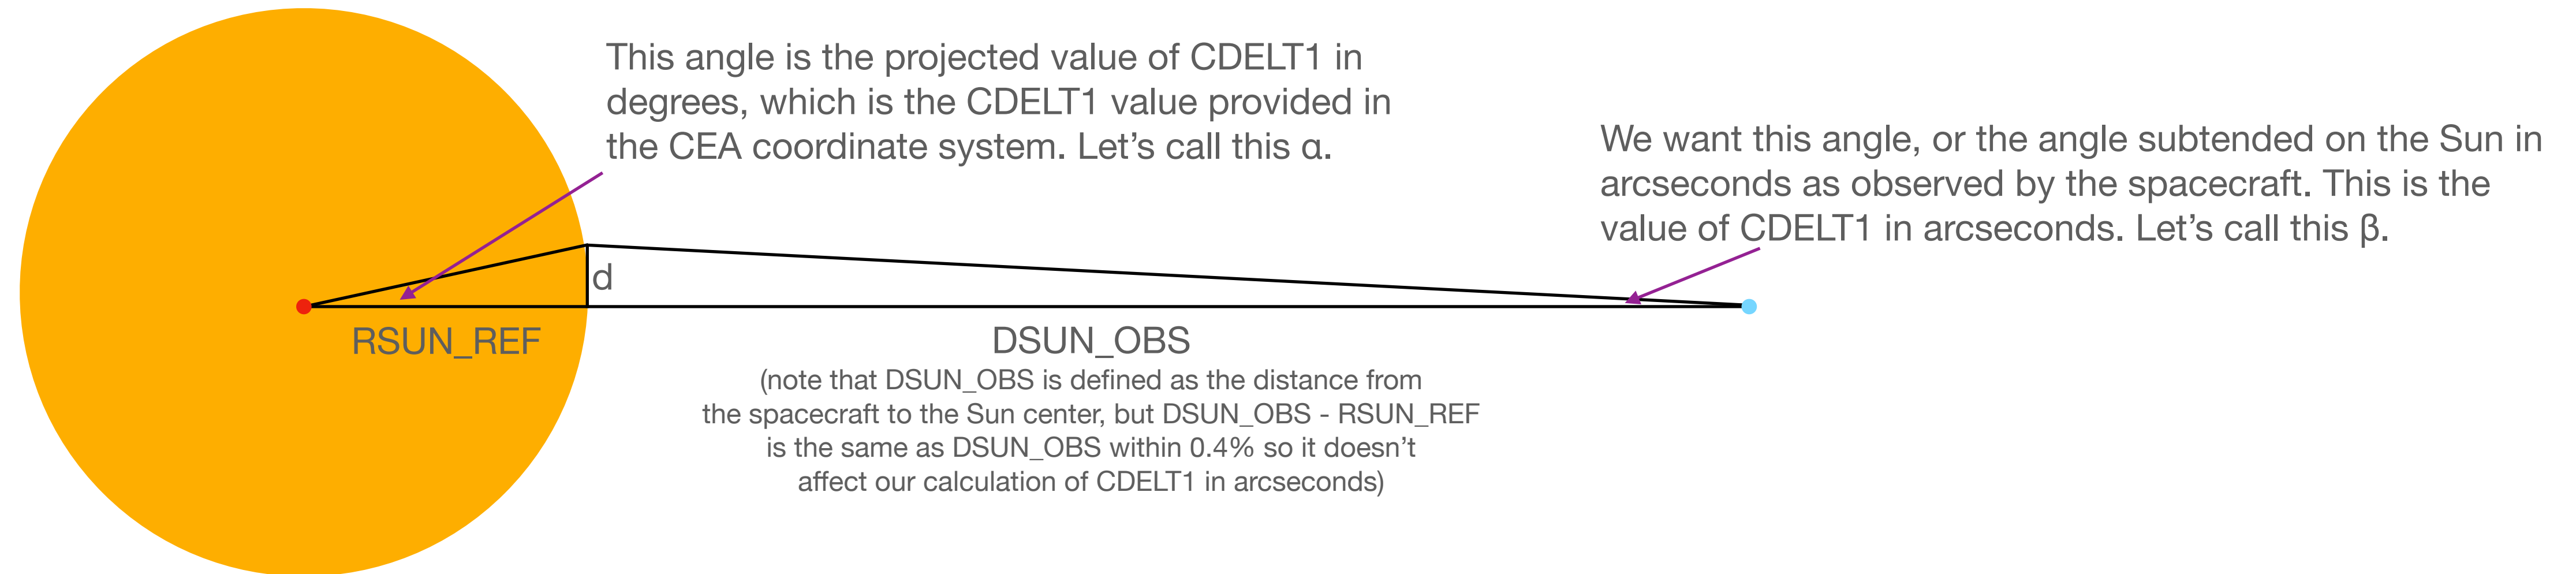 This angle is the projected value of CDELT1 in
degrees, which is the CDELT1 value provided in
the CEA coordinate system. Let’s call this α.
We want this angle, or the angle subtended on the Sun in
arcseconds as observed by the spacecraft. This is the
value of CDELT1 in arcseconds. Let’s call this β.
d
RSUN_REF
DSUN_OBS
(note that DSUN_OBS is defined as the distance from
the spacecraft to the Sun center, but DSUN_OBS - RSUN_REF
is the same as DSUN_OBS within 0.4% so it doesn’t
affect our calculation of CDELT1 in arcseconds)